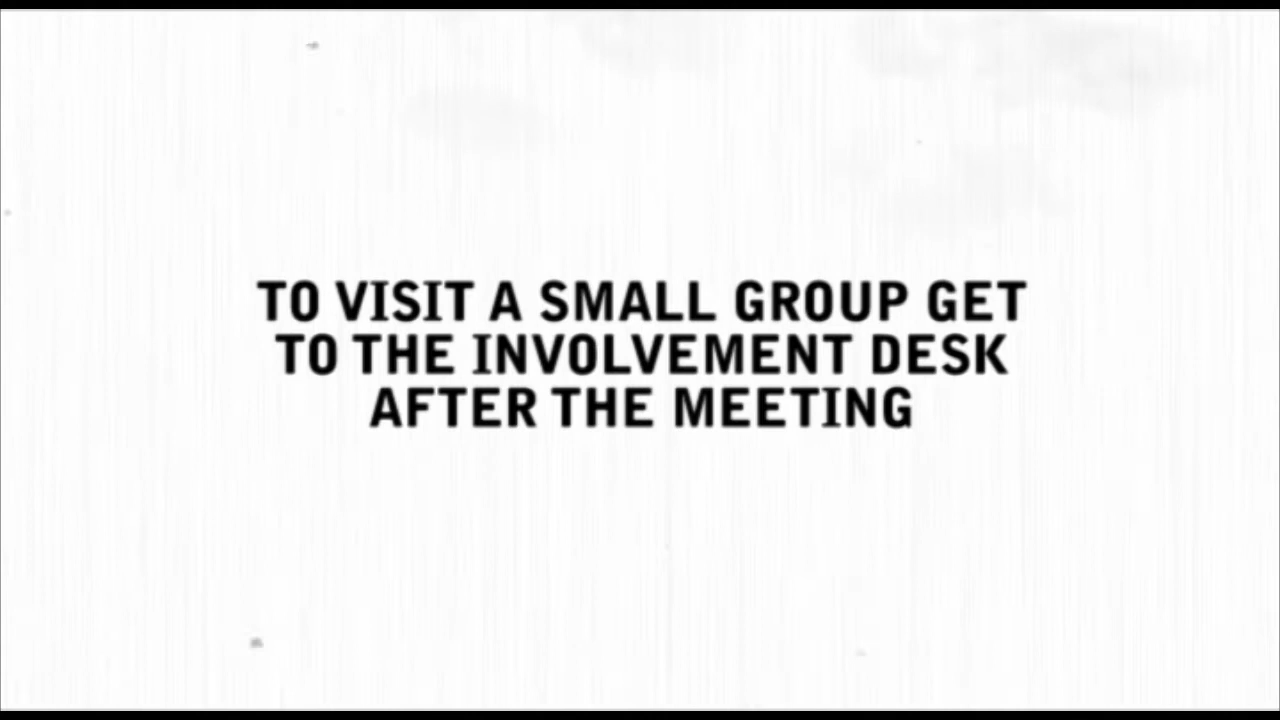 TO VISIT A SMALL GROUP GET
TO THE INVOLVEMENT DESK
AFTER THE MEETING